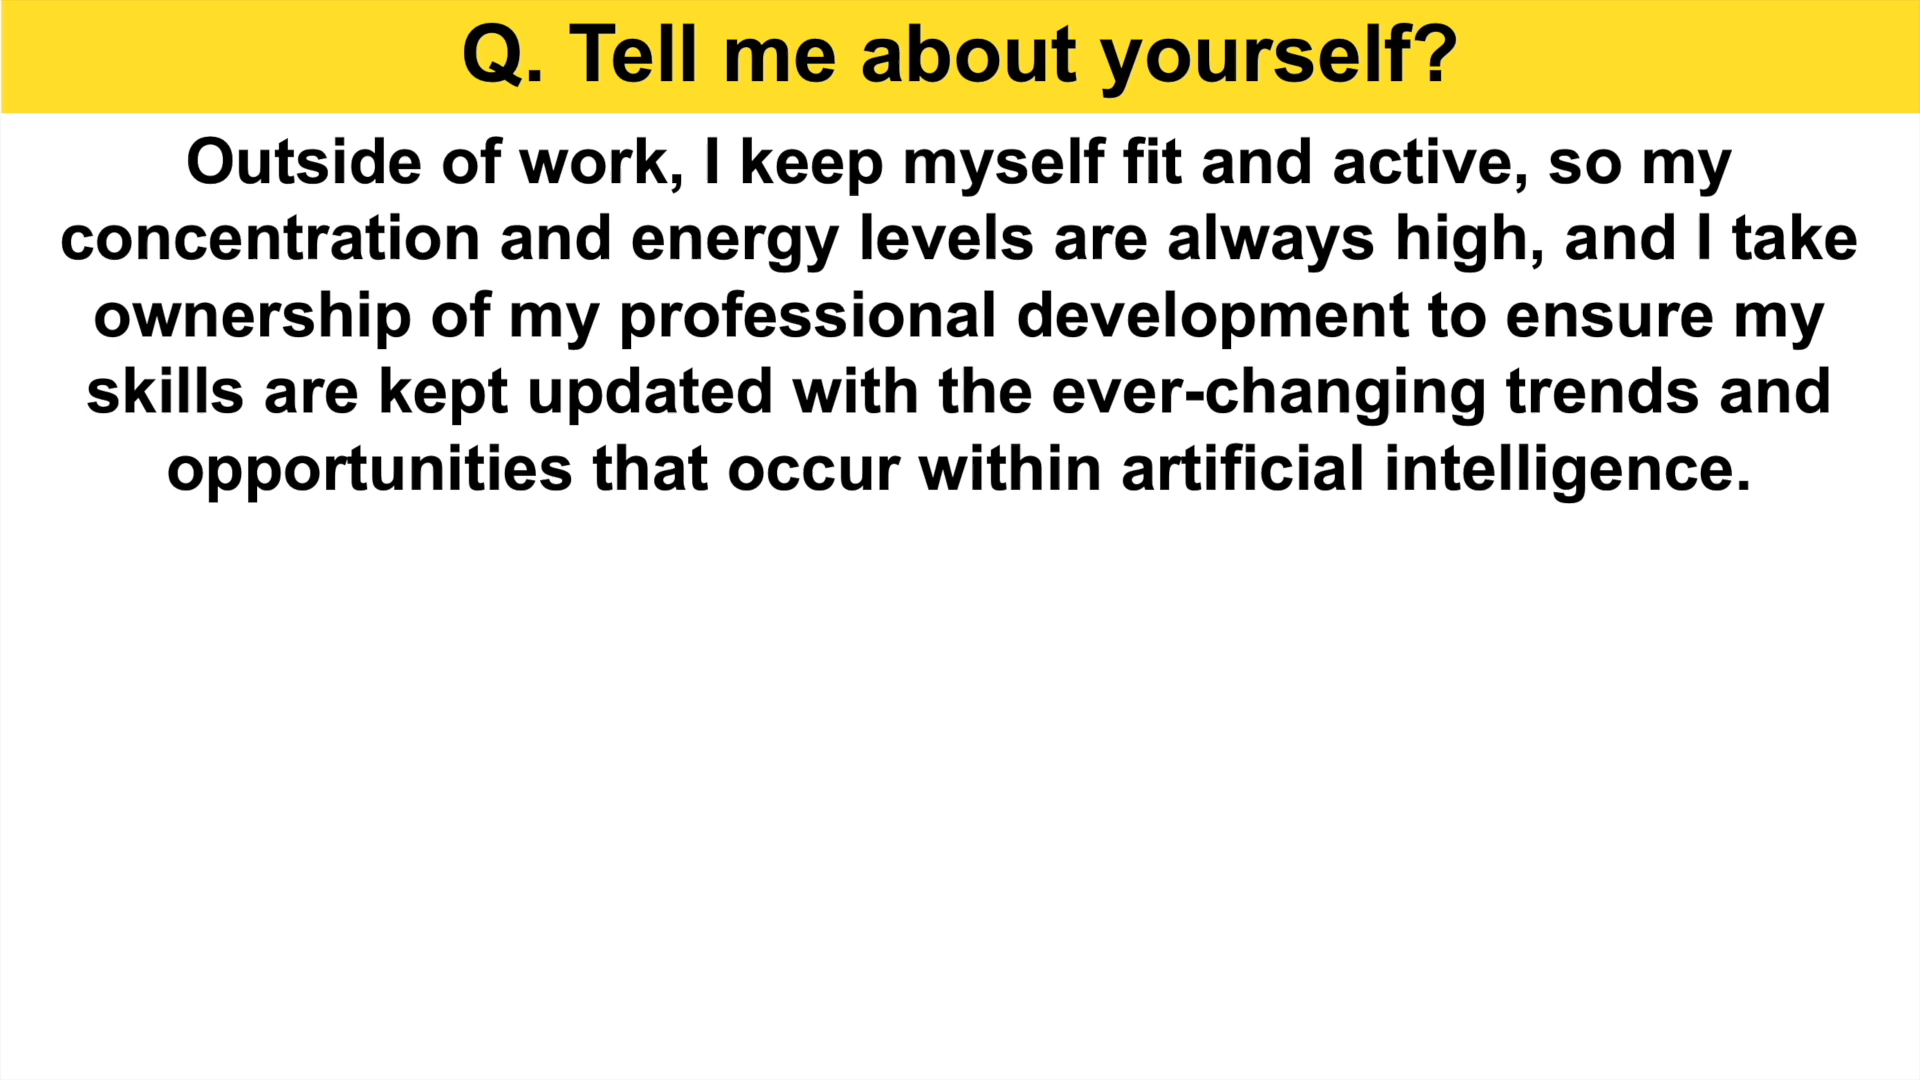 Q. Tell me about yourself?
Outside of work, I keep myself fit and active, so my
concentration and energy levels are always high, and I take
ownership of my professional development to ensure my
skills are kept updated with the ever-changing trends and
opportunities that occur within artificial intelligence.